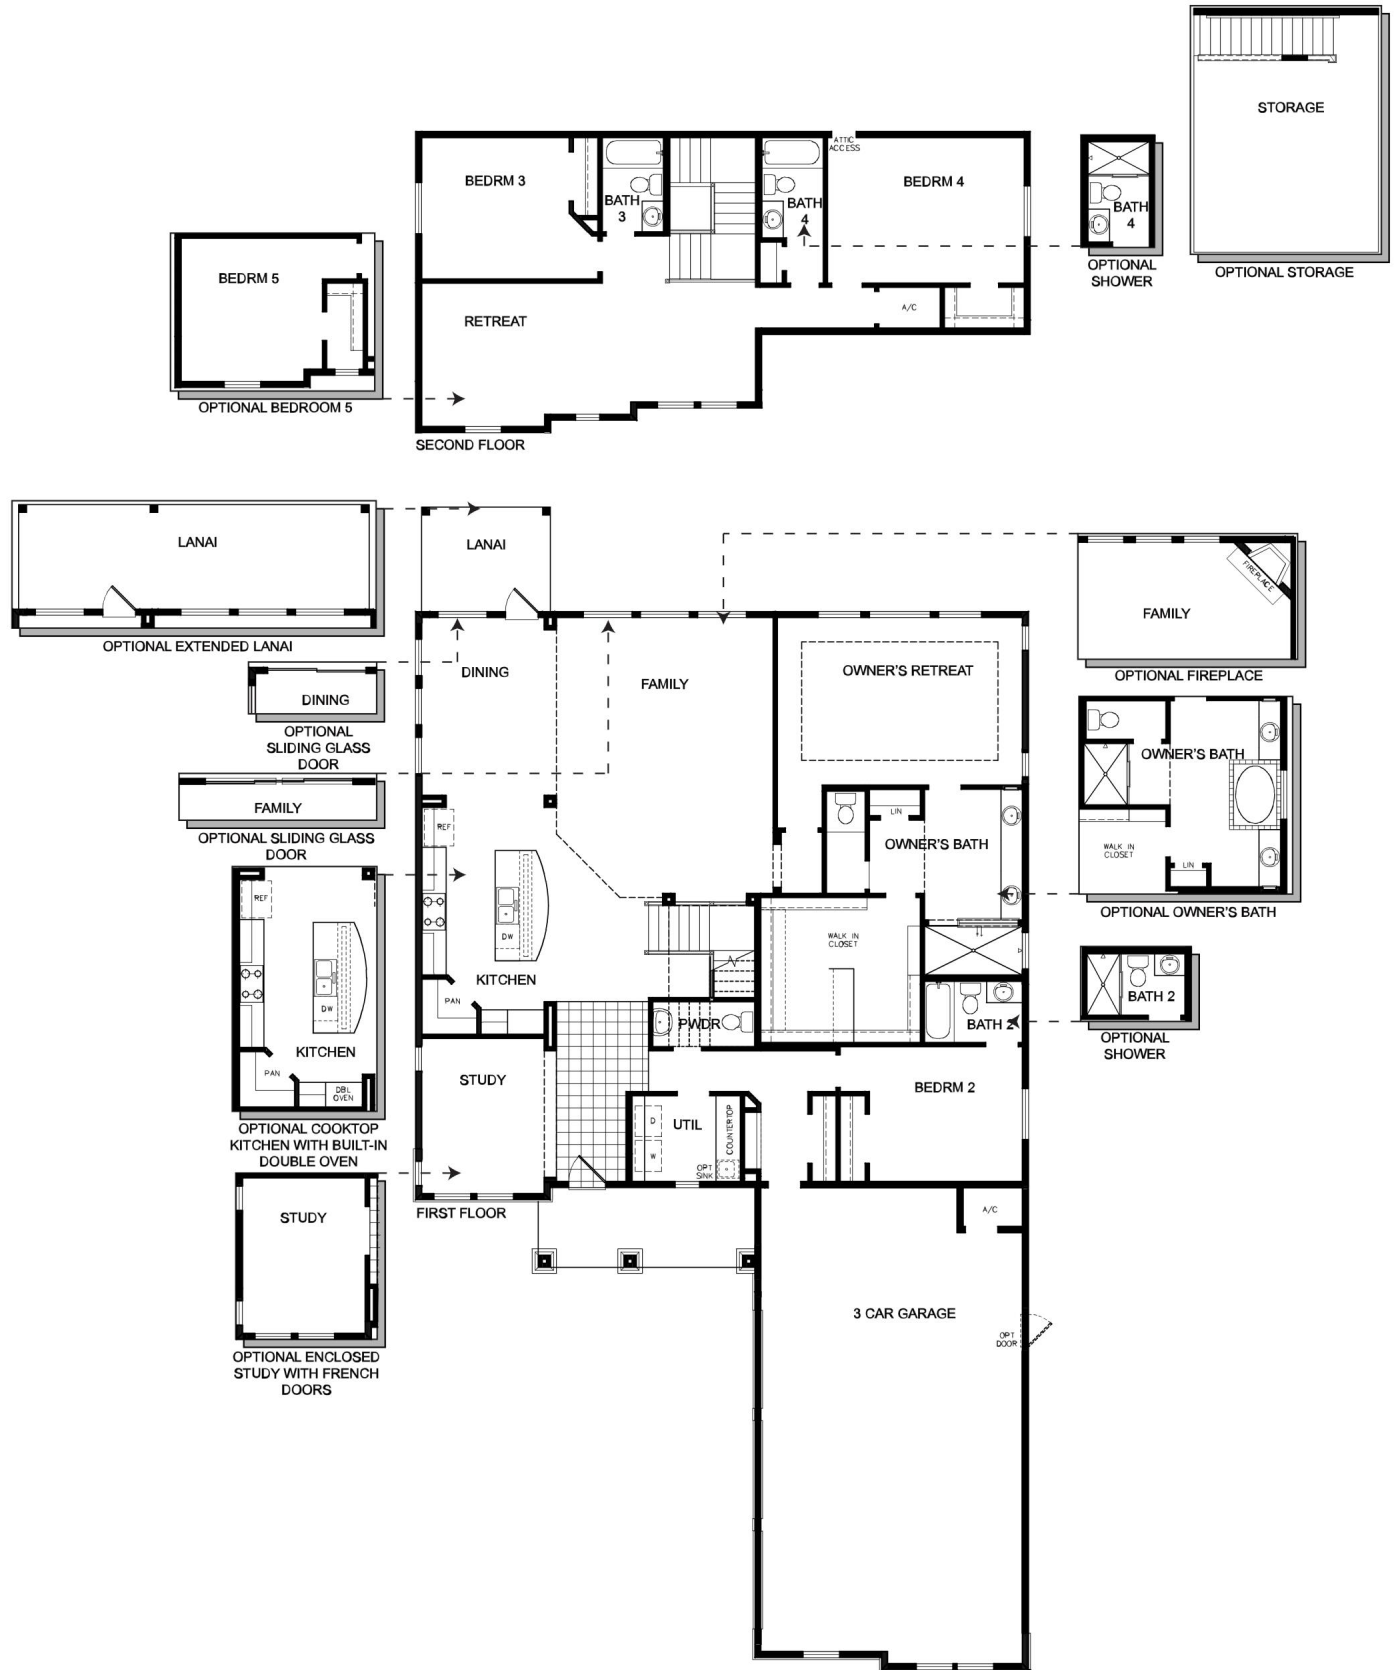 STORAGE
OPTIONAL STORAGE
ATTIC
ACCESS
BEDRM 3
BATH
3
BATH
4
BEDRM 4
BATH
4
OPTIONAL
SHOWER
BEDRM 5
RETREAT
A/C
OPTIONAL BEDROOM 5
SECOND FLOOR
LANAI
OPTIONAL EXTENDED LANAI
LANAI
FIREPLACE
FAMILY
OPTIONAL FIREPLACE
DINING
OPTIONAL
SLIDING GLASS
DOOR
DINING
FAMILY
OWNER'S RETREAT
FAMILY
OPTIONAL SLIDING GLASS
DOOR
OWNER'S BATH
WALK IN
CLOSET
LIN
OPTIONAL OWNER'S BATH
REF
LIN
OWNER'S BATH
DW
KITCHEN
PAN
WALK IN
CLOSET
REF
DW
KITCHEN
PAN
DBL
OVEN
OPTIONAL COOKTOP
KITCHEN WITH BUILT-IN
DOUBLE OVEN
PWDR
BATH 2
BATH 2
OPTIONAL
SHOWER
STUDY
BEDRM 2
D
W
UTIL
COUNTERTOP
OPT
SINK
FIRST FLOOR
STUDY
OPTIONAL ENCLOSED
STUDY WITH FRENCH
DOORS
A/C
3 CAR GARAGE
OPT
DOOR